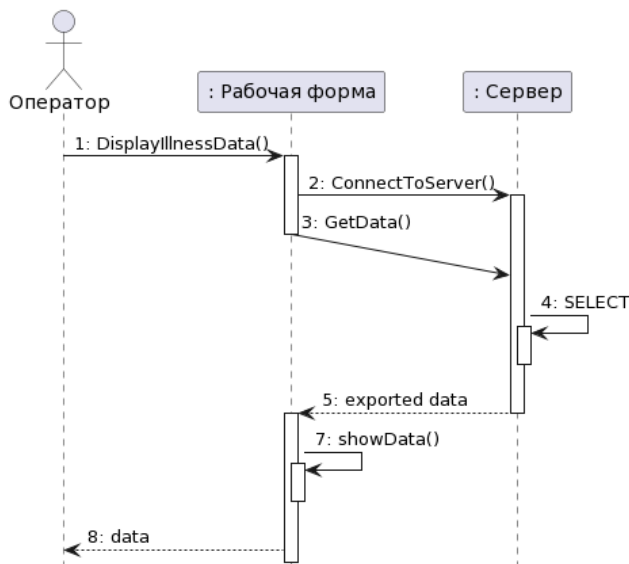 Оператор
: Рабочая форма
: Сервер
1: DisplayIllnessData()
2: ConnectToServer()
3: GetData()
4: SELECT
5: exported data
7: showData()
8: data